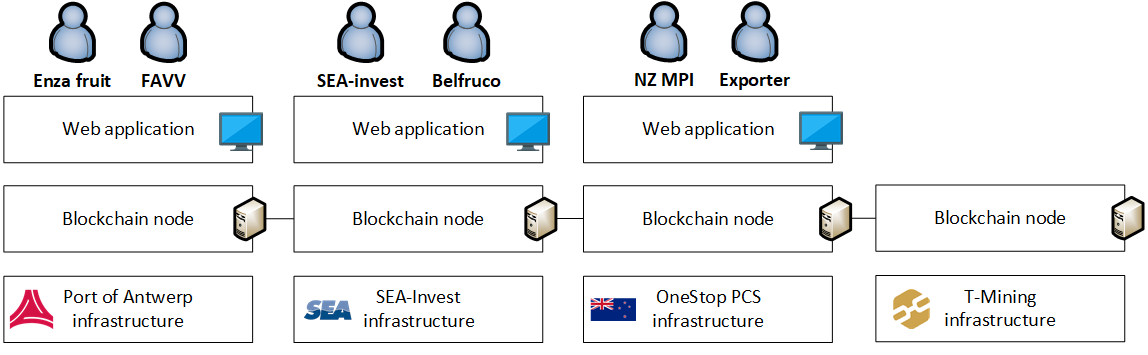 Enza fruit
FAVV
SEA-invest
Belfruco
NZ MPI
Exporter
Web application
Web application
Web application
Blockchain node
Blockchain node
Blockchain node
Blockchain node
Port of Antwerp
infrastructure
SEA
SEA-Invest
infrastructure
OneStop PCS
infrastructure
T-Mining
infrastructure